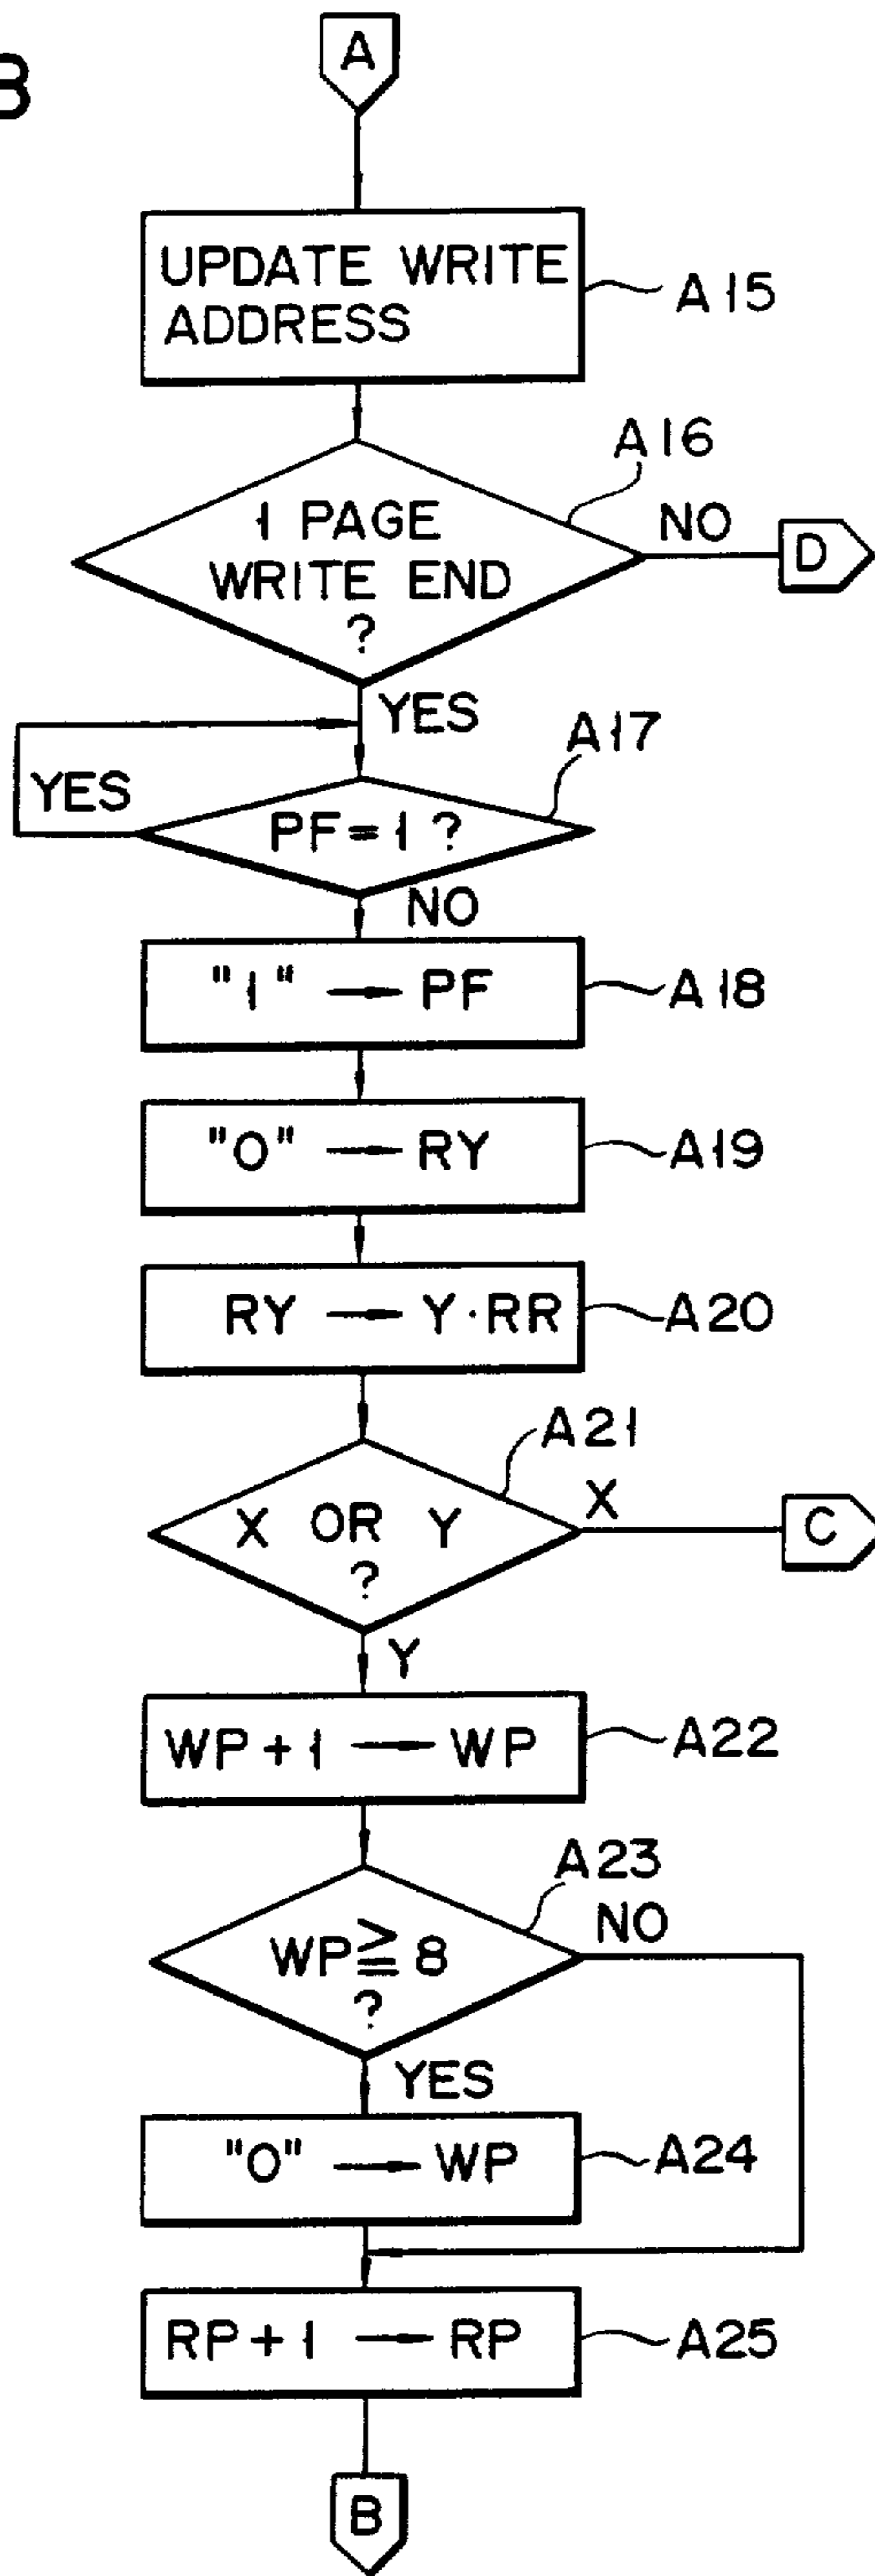 B
A
UPDATE WRITE
ADDRESS
A15
A16
1 PAGE
WRITE END
?
NO
D
YES
A17
YES
PF=1 ?
NO
"1" → PF
A18
"0" → RY
A19
RY → Y·RR
A20
A21
X OR Y
?
X
C
Y
WP+1 → WP
A22
A23
WP≧8
?
NO
YES
"0" → WP
A24
RP+1 → RP
A25
B